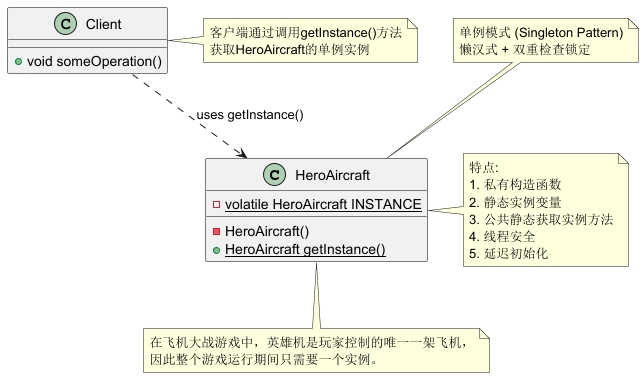 Client
void someOperation()
客户端通过调用getInstance()方法
获取HeroAircraft的单例实例
单例模式 (Singleton Pattern)
懒汉式 + 双重检查锁定
uses getInstance()
HeroAircraft
volatile HeroAircraft INSTANCE
HeroAircraft()
HeroAircraft getInstance()
特点:
1. 私有构造函数
2. 静态实例变量
3. 公共静态获取实例方法
4. 线程安全
5. 延迟初始化
在飞机大战游戏中，英雄机是玩家控制的唯一一架飞机，
因此整个游戏运行期间只需要一个实例。